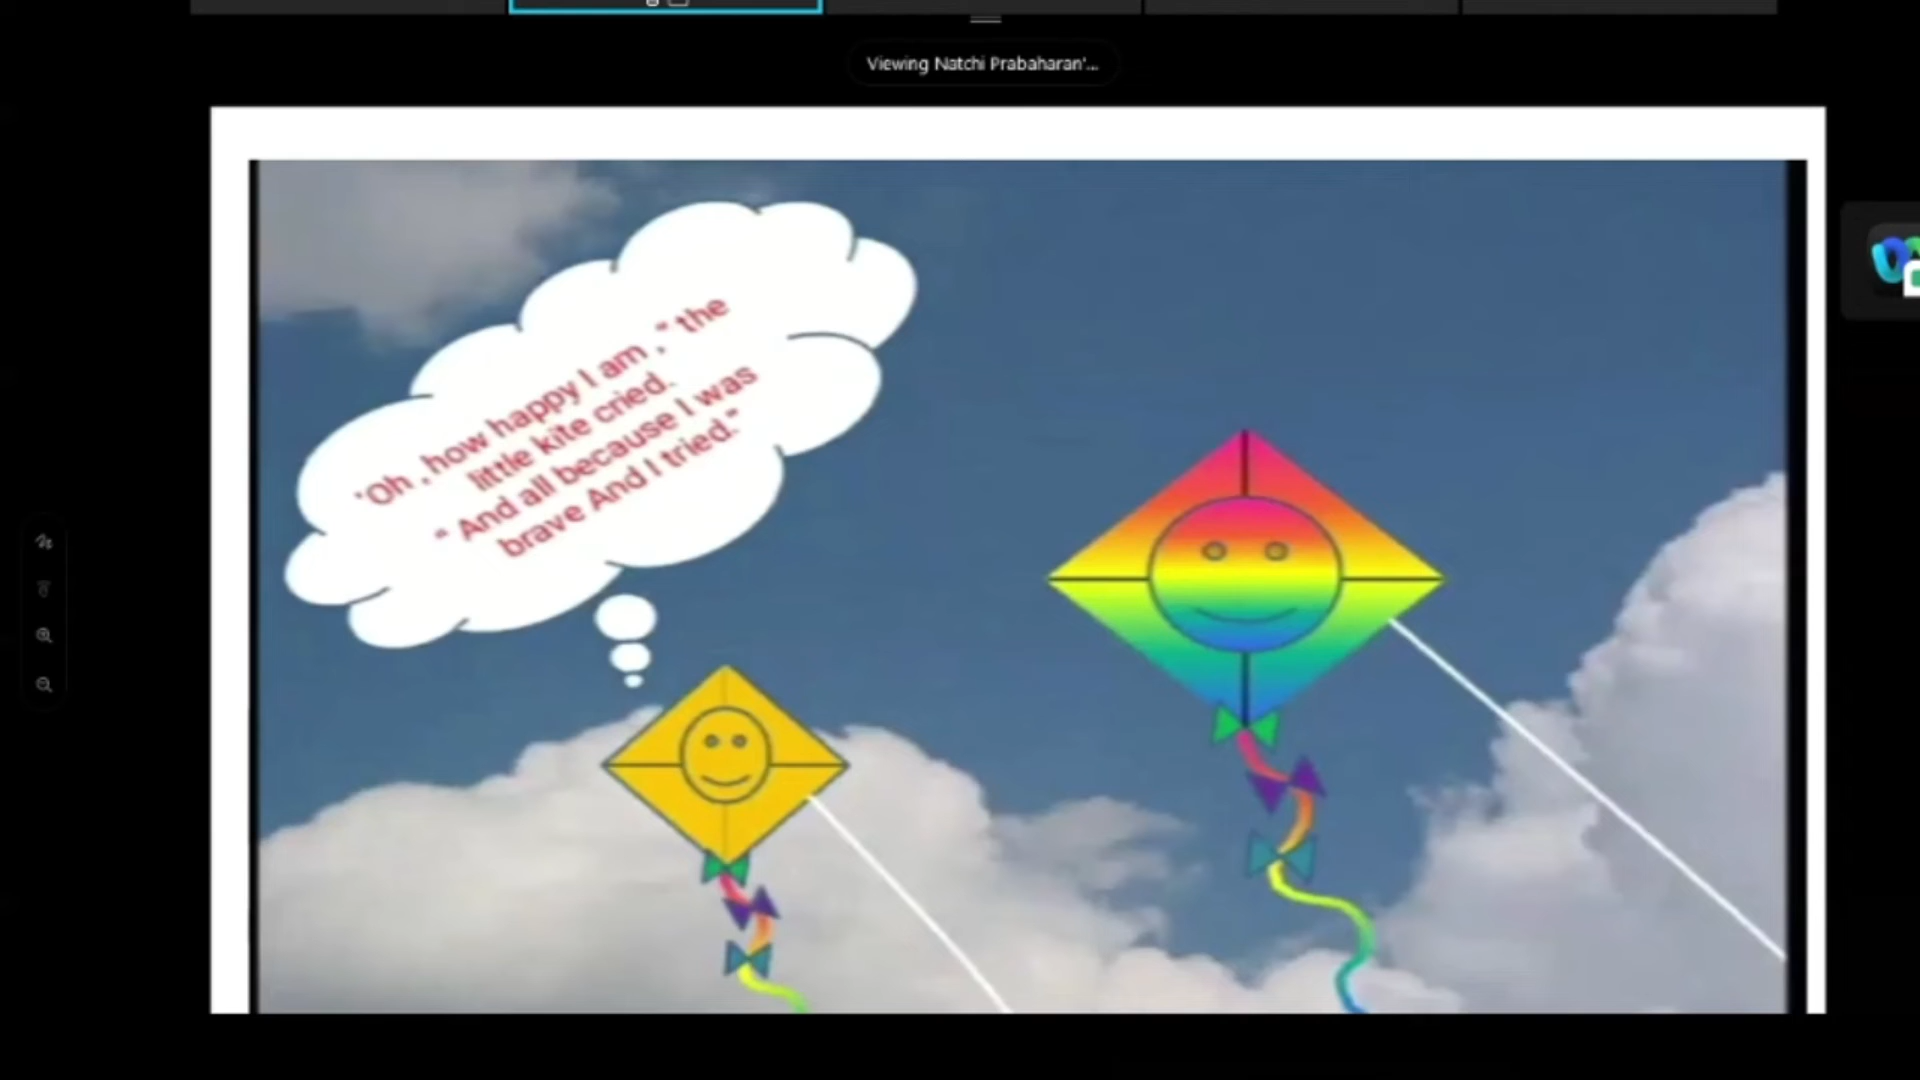 Viewing Natchi Prabaharan'...
"Oh , how happy I am ," the
little kite cried.
" And all because I was
brave And I tried."